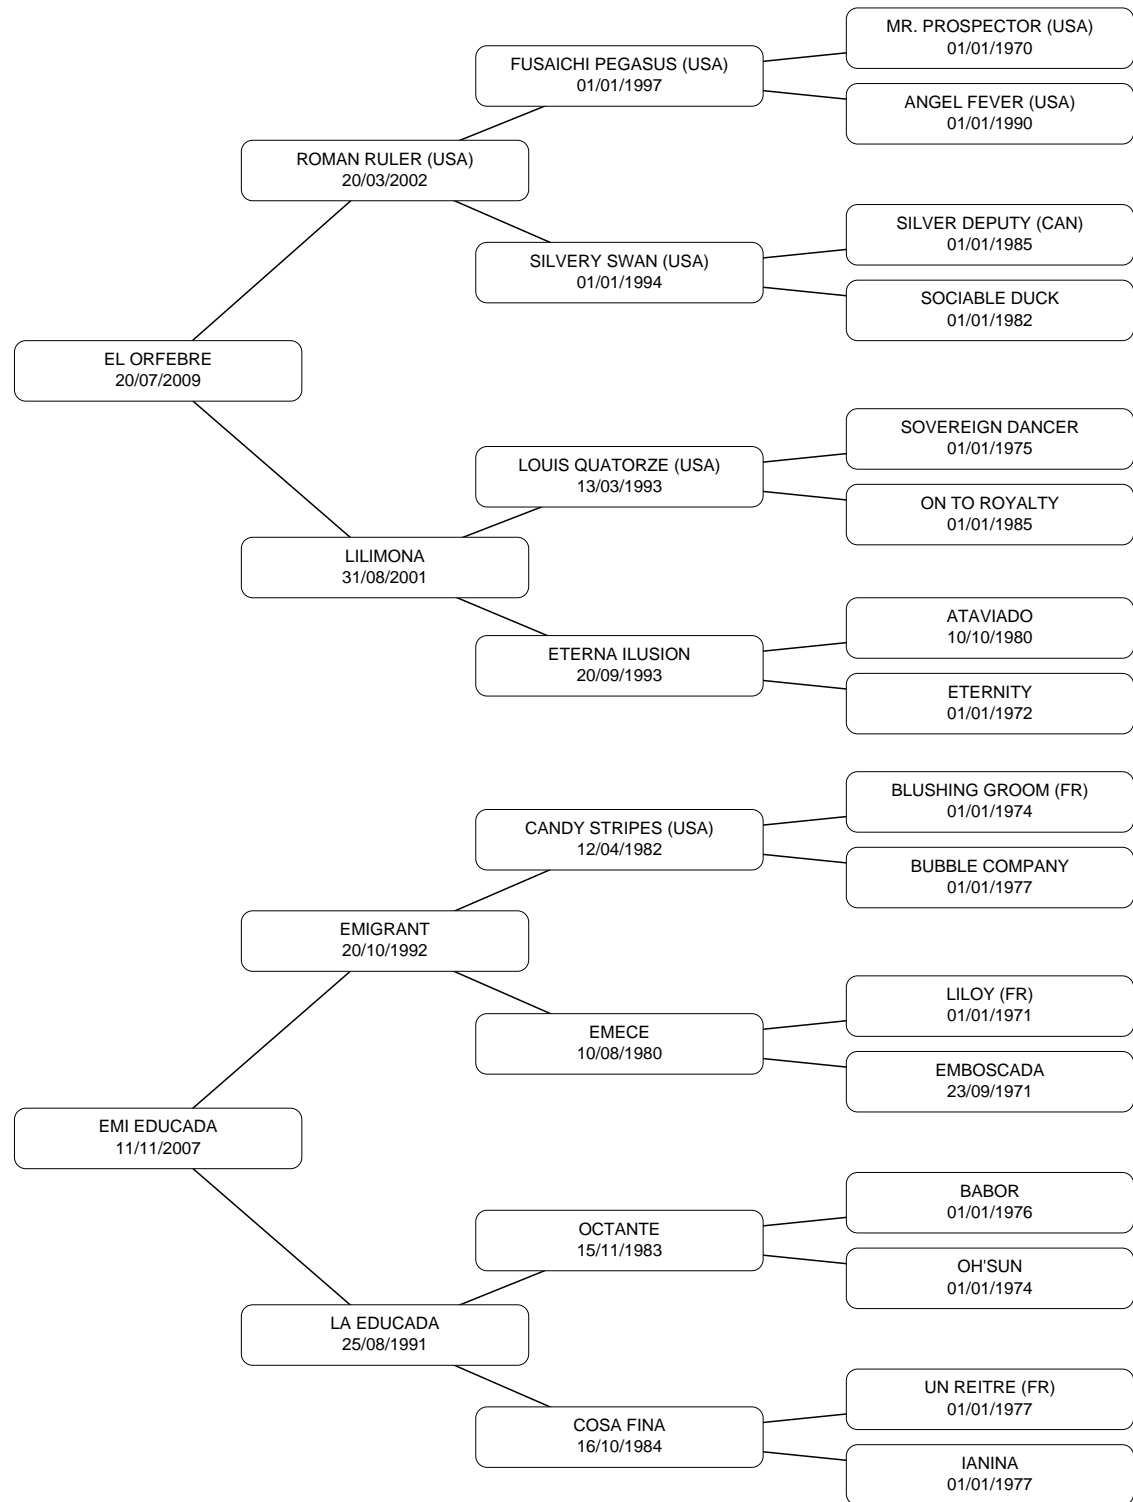 MR. PROSPECTOR (USA)
01/01/1970
FUSAICHI PEGASUS (USA)
01/01/1997
ANGEL FEVER (USA)
01/01/1990
ROMAN RULER (USA)
20/03/2002
SILVER DEPUTY (CAN)
01/01/1985
SILVERY SWAN (USA)
01/01/1994
SOCIABLE DUCK
01/01/1982
EL ORFEBRE
20/07/2009
SOVEREIGN DANCER
01/01/1975
LOUIS QUATORZE (USA)
13/03/1993
ON TO ROYALTY
01/01/1985
LILIMONA
31/08/2001
ATAVIADO
10/10/1980
ETERNA ILUSION
20/09/1993
ETERNITY
01/01/1972
BLUSHING GROOM (FR)
01/01/1974
CANDY STRIPES (USA)
12/04/1982
BUBBLE COMPANY
01/01/1977
EMIGRANT
20/10/1992
LILOY (FR)
01/01/1971
EMECE
10/08/1980
EMBOSCADA
23/09/1971
EMI EDUCADA
11/11/2007
BABOR
01/01/1976
OCTANTE
15/11/1983
OH'SUN
01/01/1974
LA EDUCADA
25/08/1991
UN REITRE (FR)
01/01/1977
COSA FINA
16/10/1984
IANINA
01/01/1977